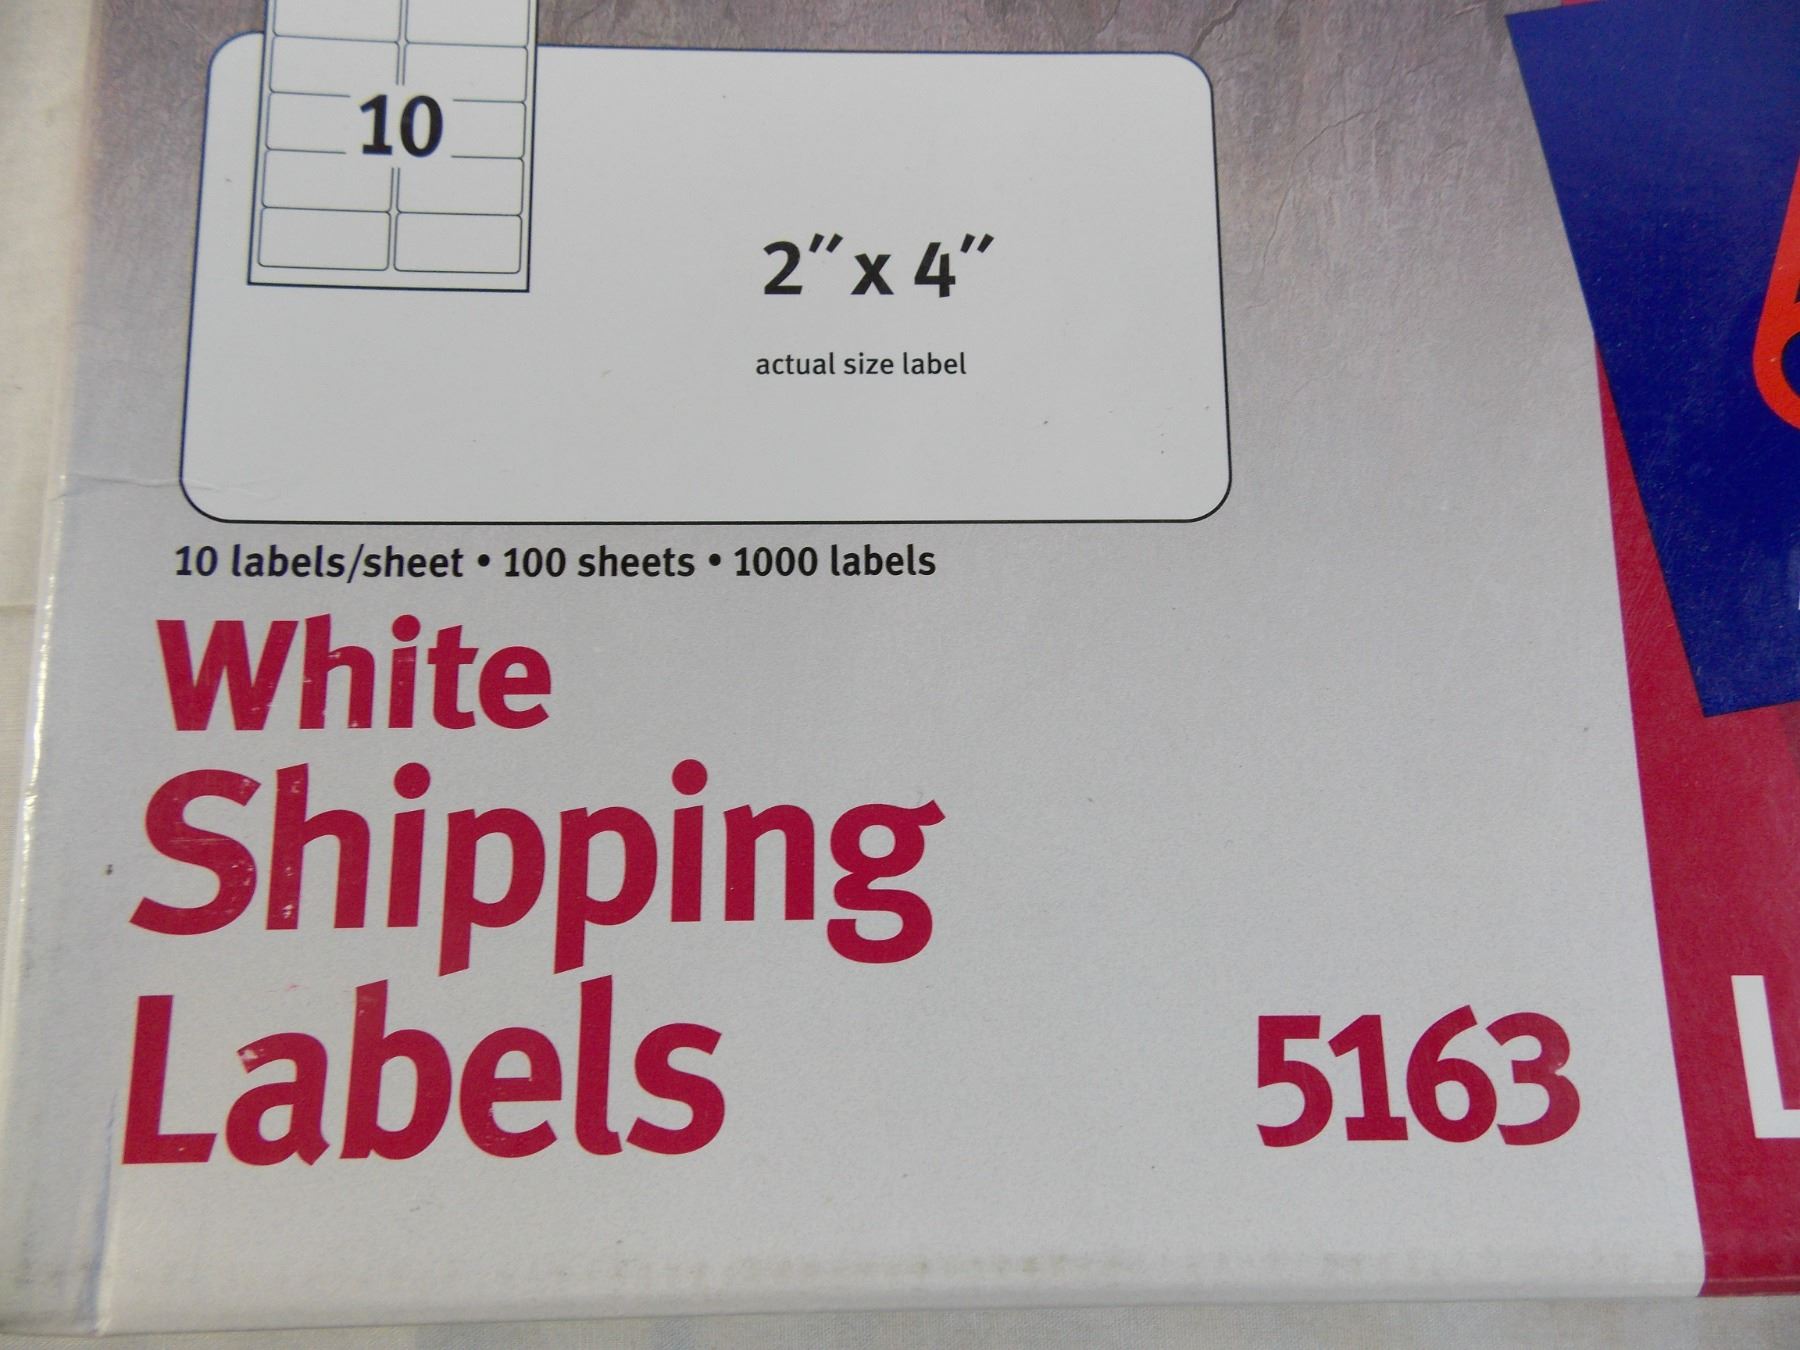 10
2" x 4"
actual size label
10 labels/sheet • 100 sheets • 1000 labels
White
Shipping
Labels
5163
L